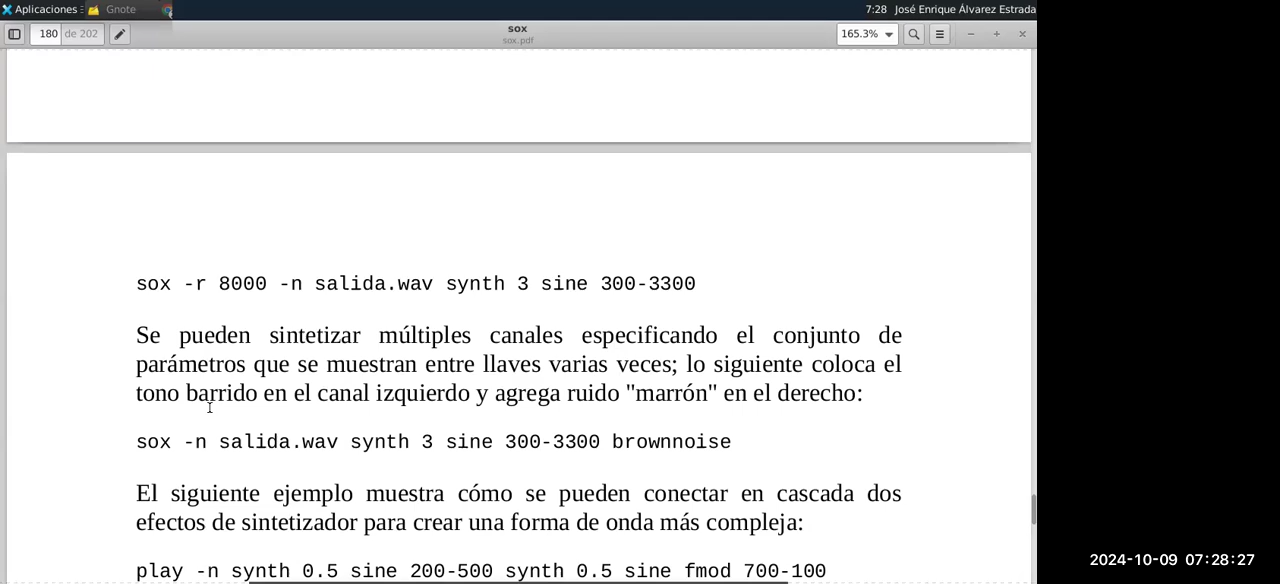 Aplicaciones Gnote 7:28 José Enrique Álvarez Estrada
180 de 202 sox 165.3%
sox.pdf
sox -r 8000 -n salida.wav synth 3 sine 300-3300
Se pueden sintetizar múltiples canales especificando el conjunto de
parámetros que se muestran entre llaves varias veces; lo siguiente coloca el
tono barrido en el canal izquierdo y agrega ruido "marrón" en el derecho:
sox -n salida.wav synth 3 sine 300-3300 brownnoise
El siguiente ejemplo muestra cómo se pueden conectar en cascada dos
efectos de sintetizador para crear una forma de onda más compleja:
play -n synth 0.5 sine 200-500 synth 0.5 sine fmod 700-100
2024-10-09 07:28:27